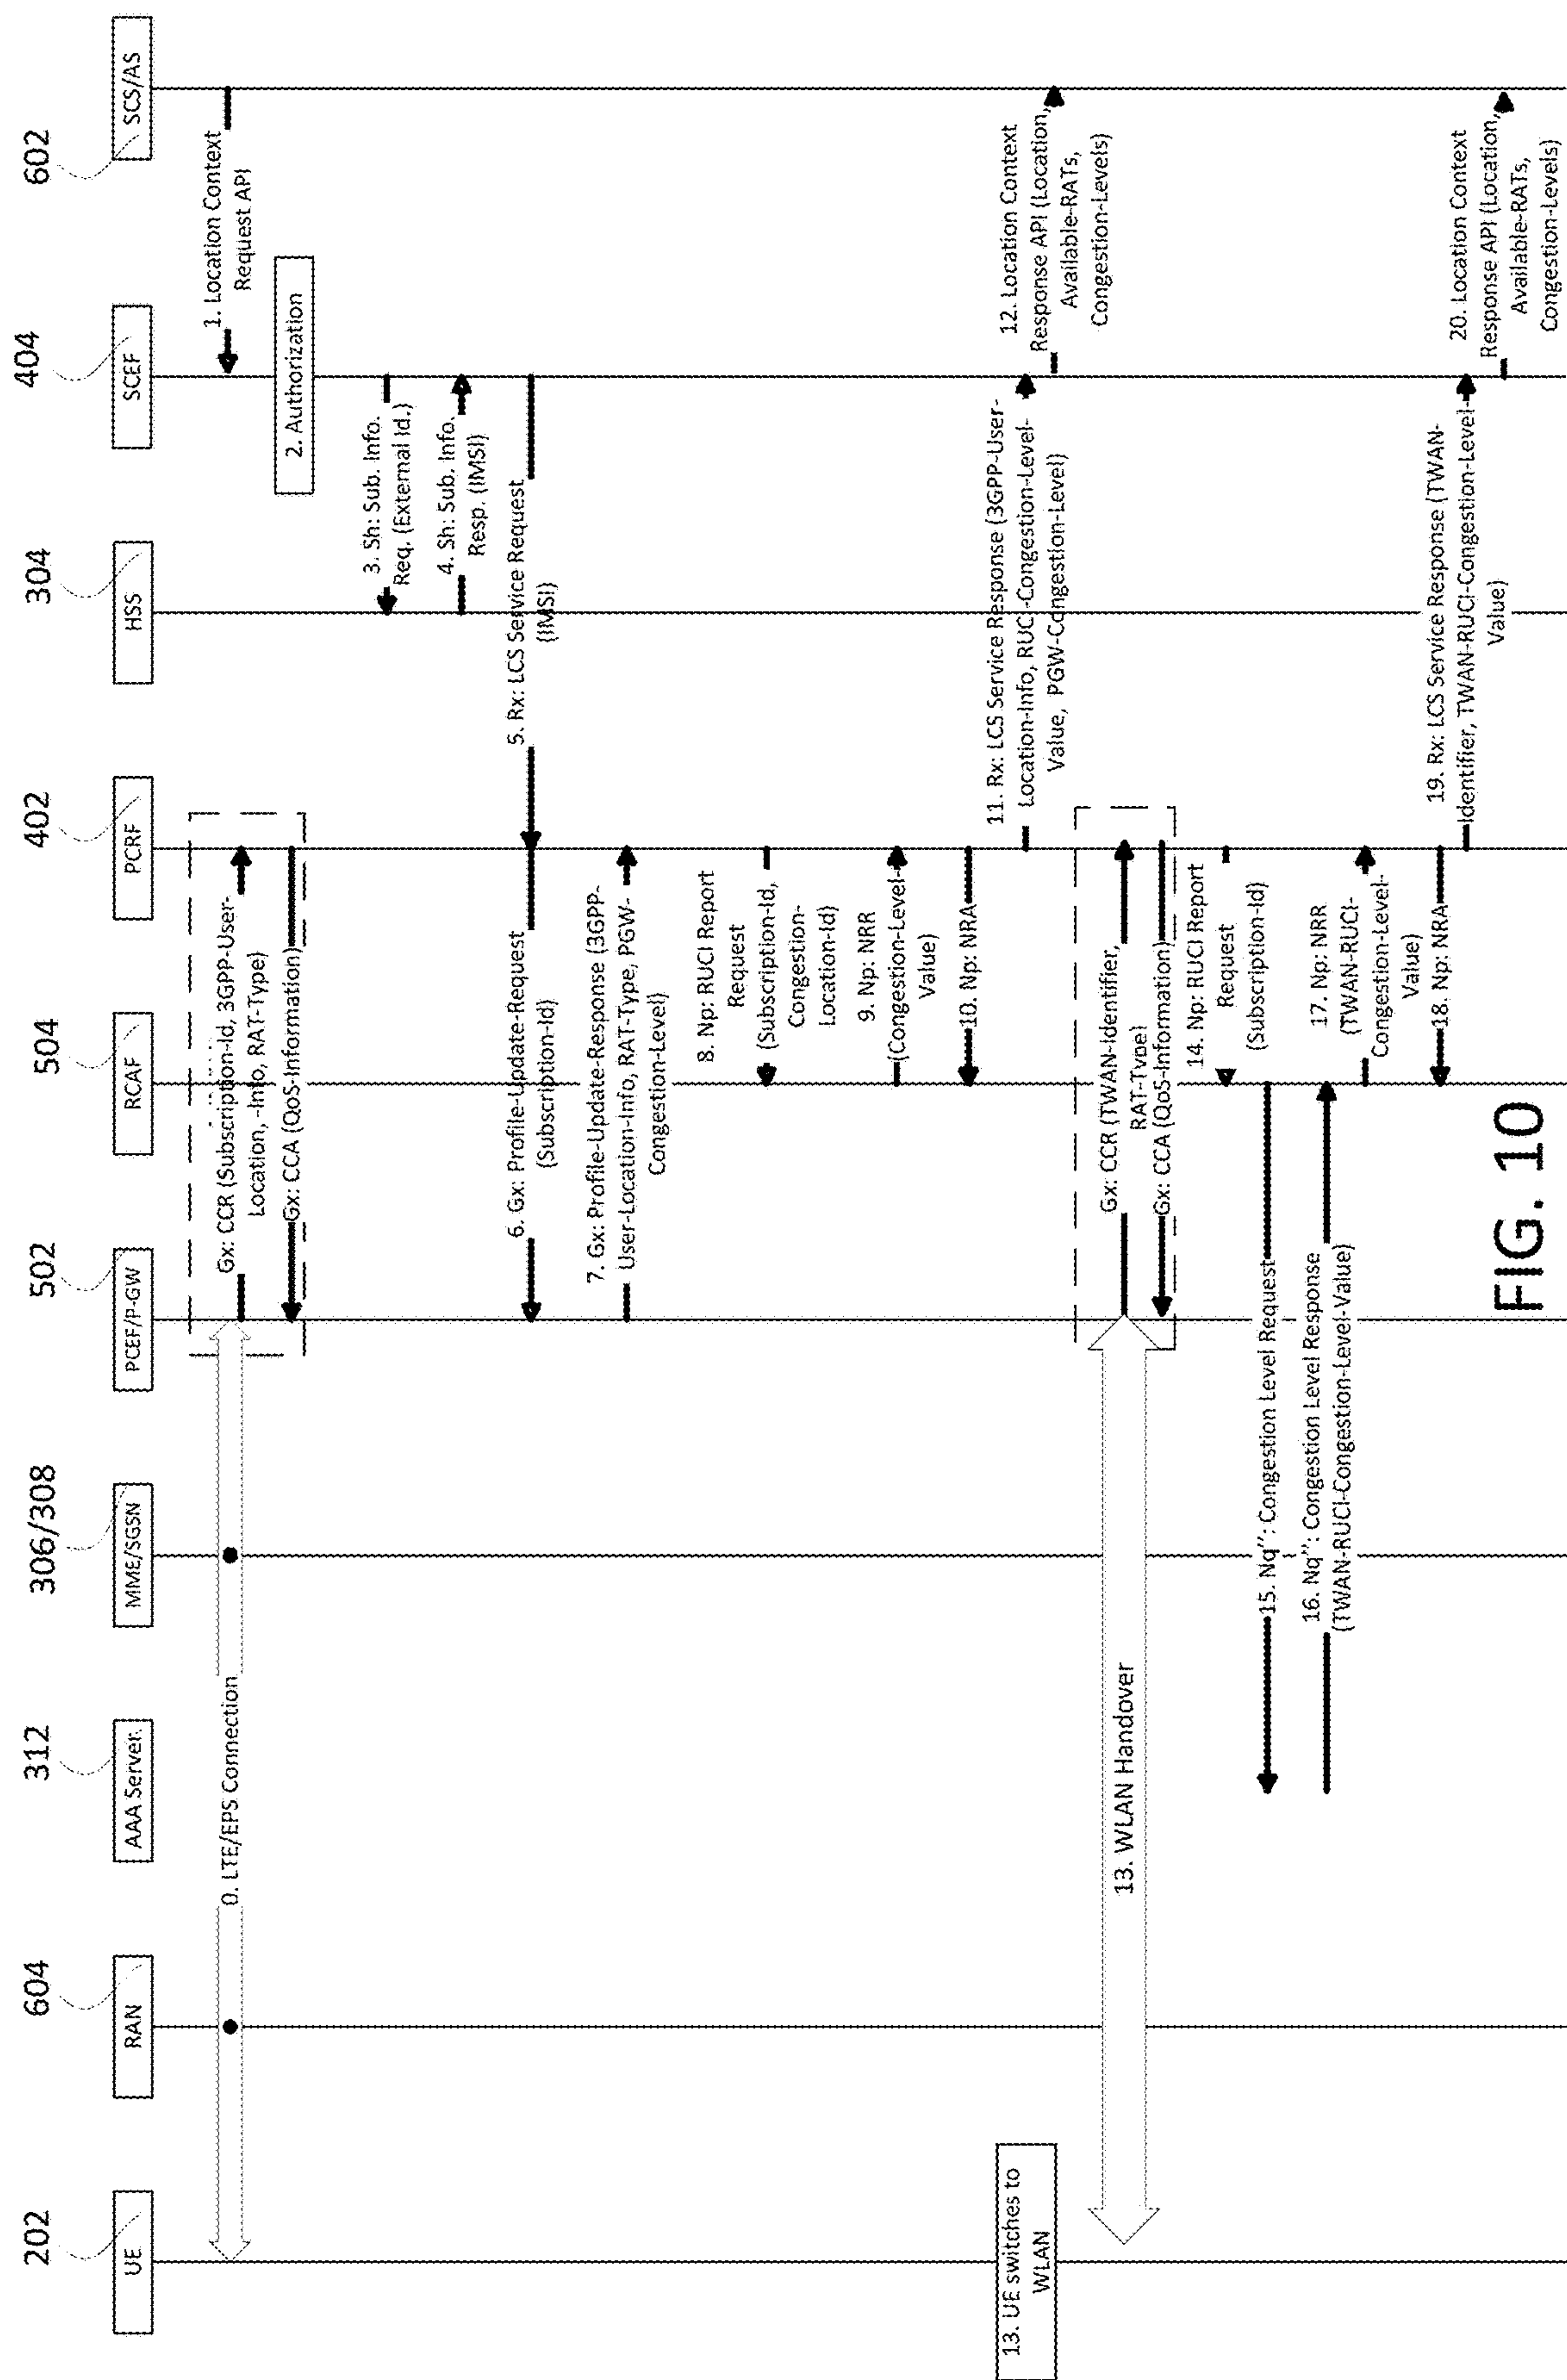 202
604
312
306/308
502
504
402
304
404
602
UE
RAN
AAA Server
MME/SGSN
PCEF/P-GW
RCAF
PCRF
HSS
SCEF
SCS/AS
0. LTE/EPS Connection
Gx: CCR (Subscription-Id, 3GPP-User-
Location, -Info, RAT-Type)
Gx: CCA (QoS-Information)
1. Location Context
Request API
2. Authorization
3. Sh: Sub. Info.
Req. (External Id.)
4. Sh: Sub. Info.
Resp. (IMSI)
5. Rx: LCS Service Request
(IMSI)
6. Gx: Profile-Update-Request
(Subscription-Id)
7. Gx: Profile-Update-Response (3GPP-
User-Location-Info, RAT-Type, PGW-
Congestion-Level)
8. Np: RUCI Report
Request
(Subscription-Id,
Congestion-
Location-Id)
9. Np: NRR
(Congestion-Level-
Value)
10. Np: NRA
11. Rx: LCS Service Response (3GPP-User-
Location-Info, RUCI-Congestion-Level-
Value, PGW-Congestion-Level)
12. Location Context
Response API (Location,
Available-RATs,
Congestion-Levels)
13. UE switches to
WLAN
13. WLAN Handover
Gx: CCR (TWAN-Identifier,
RAT-Type)
Gx: CCA (QoS-Information)
14. Np: RUCI Report
Request
(Subscription-Id)
15. Nq'': Congestion Level Request
16. Nq'': Congestion Level Response
(TWAN-RUCI-Congestion-Level-Value)
17. Np: NRR
(TWAN-RUCI-
Congestion-Level-
Value)
18. Np: NRA
19. Rx: LCS Service Response (TWAN-
Identifier, TWAN-RUCI-Congestion-Level-
Value)
20. Location Context
Response API (Location,
Available-RATs,
Congestion-Levels)
FIG. 10